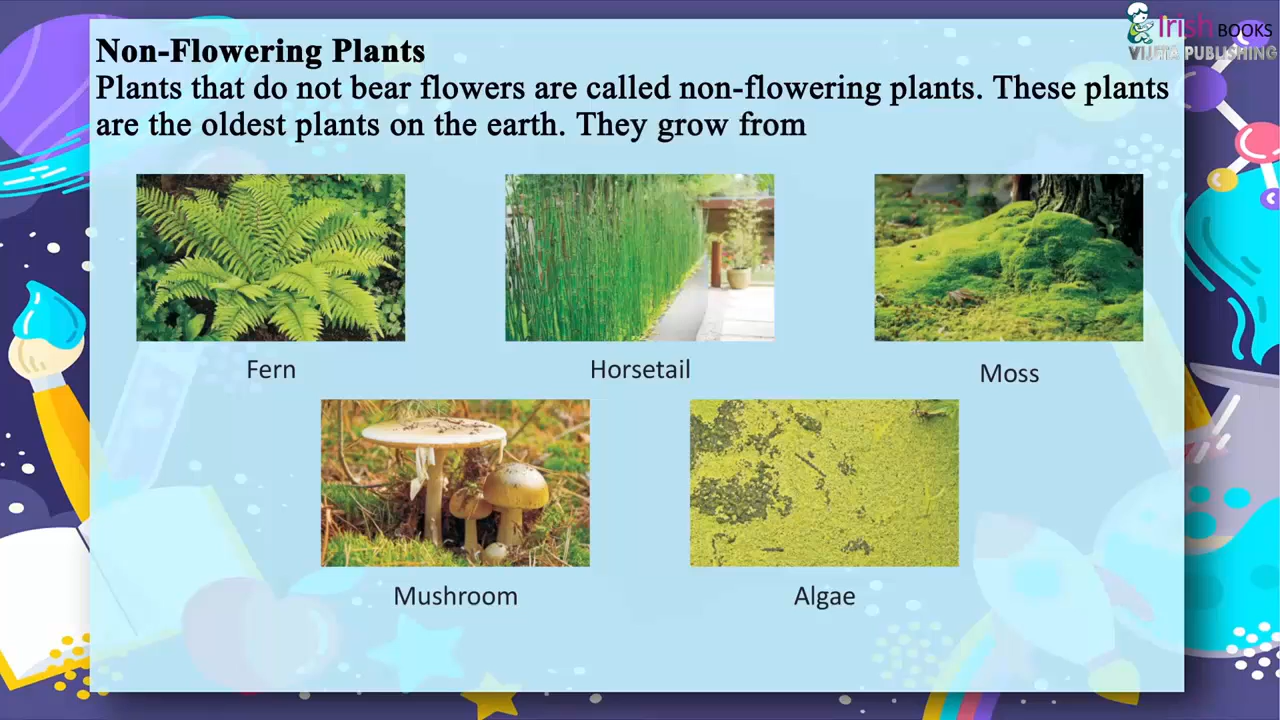 Irish BOOKS
VIJETA PUBLISHING
Non-Flowering Plants
Plants that do not bear flowers are called non-flowering plants. These plants
are the oldest plants on the earth. They grow from
Fern
Horsetail
Moss
Mushroom
Algae